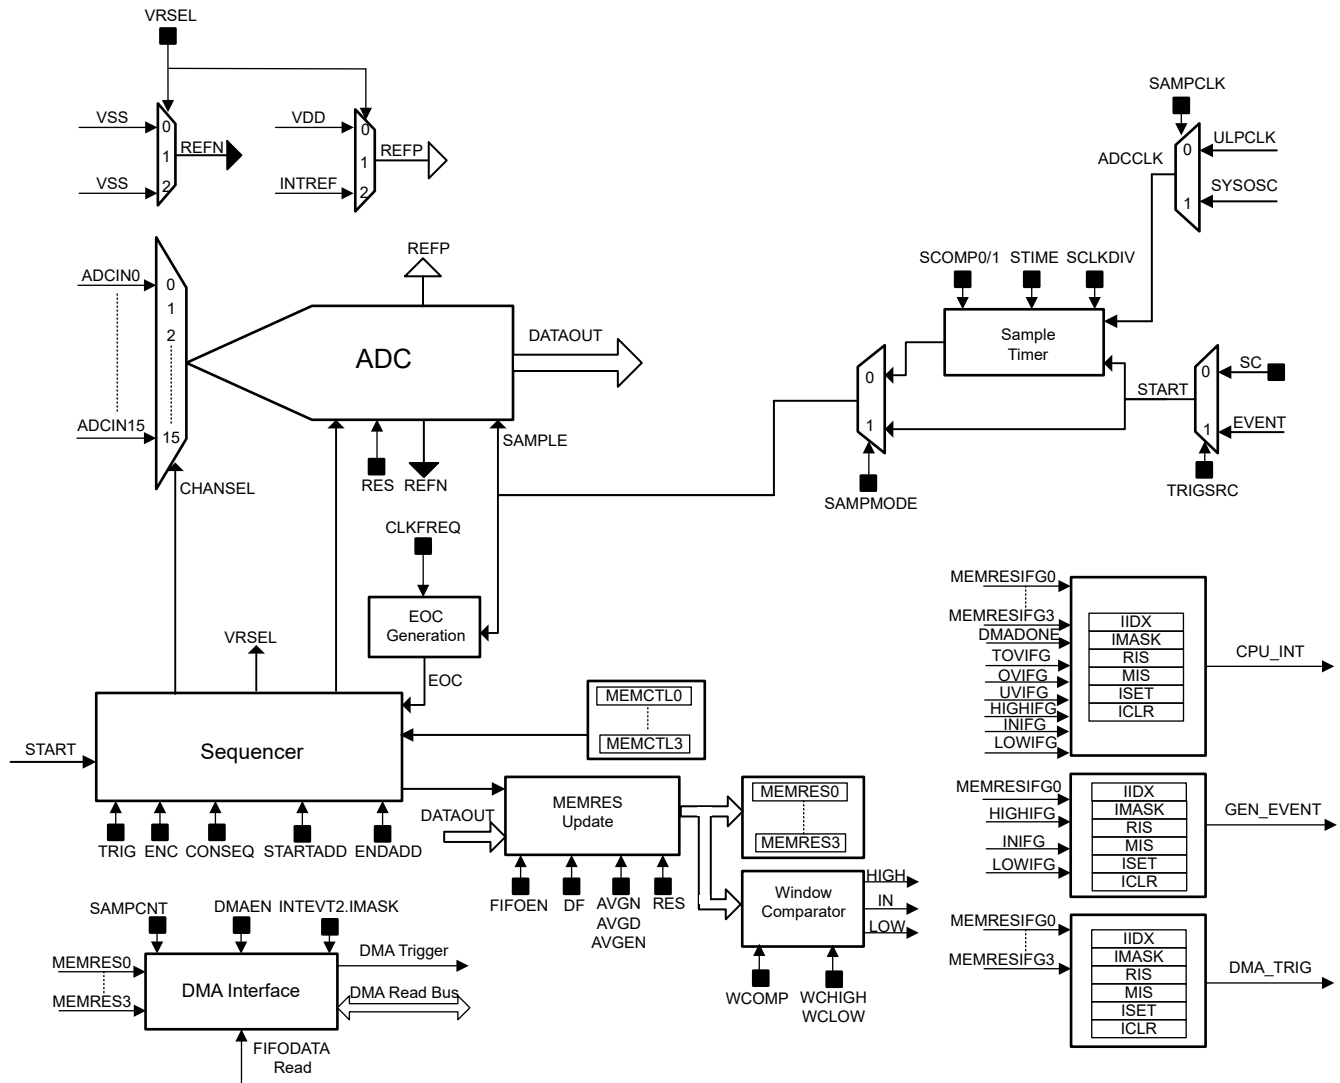 VRSEL
VSS
0
1
2
VSS
REFN
VDD
0
1
2
INTREF
REFP
SAMPCLK
0
1
ULPCLK
SYSOSC
ADCCLK
ADCIN0
ADCIN15
0
1
2
15
CHANSEL
REFP
ADC
DATAOUT
RES
REFN
SAMPLE
SCOMP0/1
STIME
SCLKDIV
Sample
Timer
0
1
SAMPMODE
START
0
1
SC
EVENT
TRIGSRC
CLKFREQ
EOC
Generation
EOC
VRSEL
START
Sequencer
TRIG
ENC
CONSEQ
STARTADD
ENDADD
MEMCTL0
MEMCTL3
DATAOUT
MEMRES
Update
FIFOEN
DF
AVGN
AVGD
AVGEN
RES
MEMRES0
MEMRES3
Window
Comparator
HIGH
IN
LOW
WCOMP
WCHIGH
WCLOW
SAMPCNT
DMAEN
INTEVT2.IMASK
MEMRES0
MEMRES3
DMA Interface
DMA Trigger
DMA Read Bus
FIFODATA
Read
MEMRESIFG0
MEMRESIFG3
DMADONE
TOVIFG
OVIFG
UVIFG
HIGHIFG
INIFG
LOWIFG
IIDX
IMASK
RIS
MIS
ISET
ICLR
CPU_INT
MEMRESIFG0
HIGHIFG
INIFG
LOWIFG
IIDX
IMASK
RIS
MIS
ISET
ICLR
GEN_EVENT
MEMRESIFG0
MEMRESIFG3
IIDX
IMASK
RIS
MIS
ISET
ICLR
DMA_TRIG